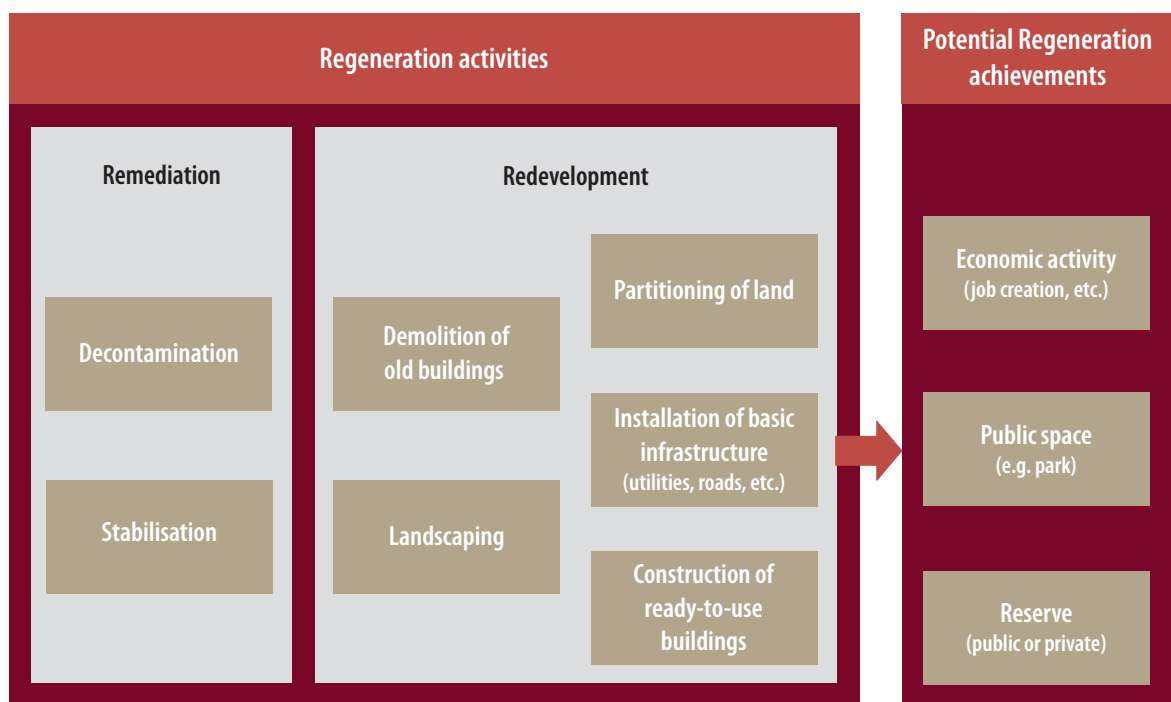 Regeneration activities
Potential Regeneration
achievements
Remediation
Decontamination
Stabilisation
Redevelopment
Demolition of
old buildings
Landscaping
Partitioning of land
Installation of basic
infrastructure
(utilities, roads, etc.)
Construction of
ready-to-use
buildings
Economic activity
(job creation, etc.)
Public space
(e.g. park)
Reserve
(public or private)